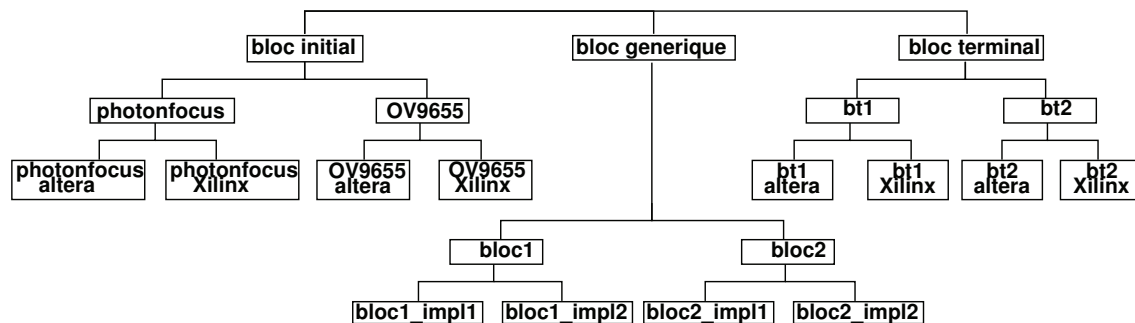 bloc initial
bloc generique
bloc terminal
photonfocus
OV9655
bt1
bt2
photonfocus
altera
photonfocus
Xilinx
OV9655
altera
OV9655
Xilinx
bt1
altera
bt1
Xilinx
bt2
altera
bt2
Xilinx
bloc1
bloc2
bloc1_impl1
bloc1_impl2
bloc2_impl1
bloc2_impl2